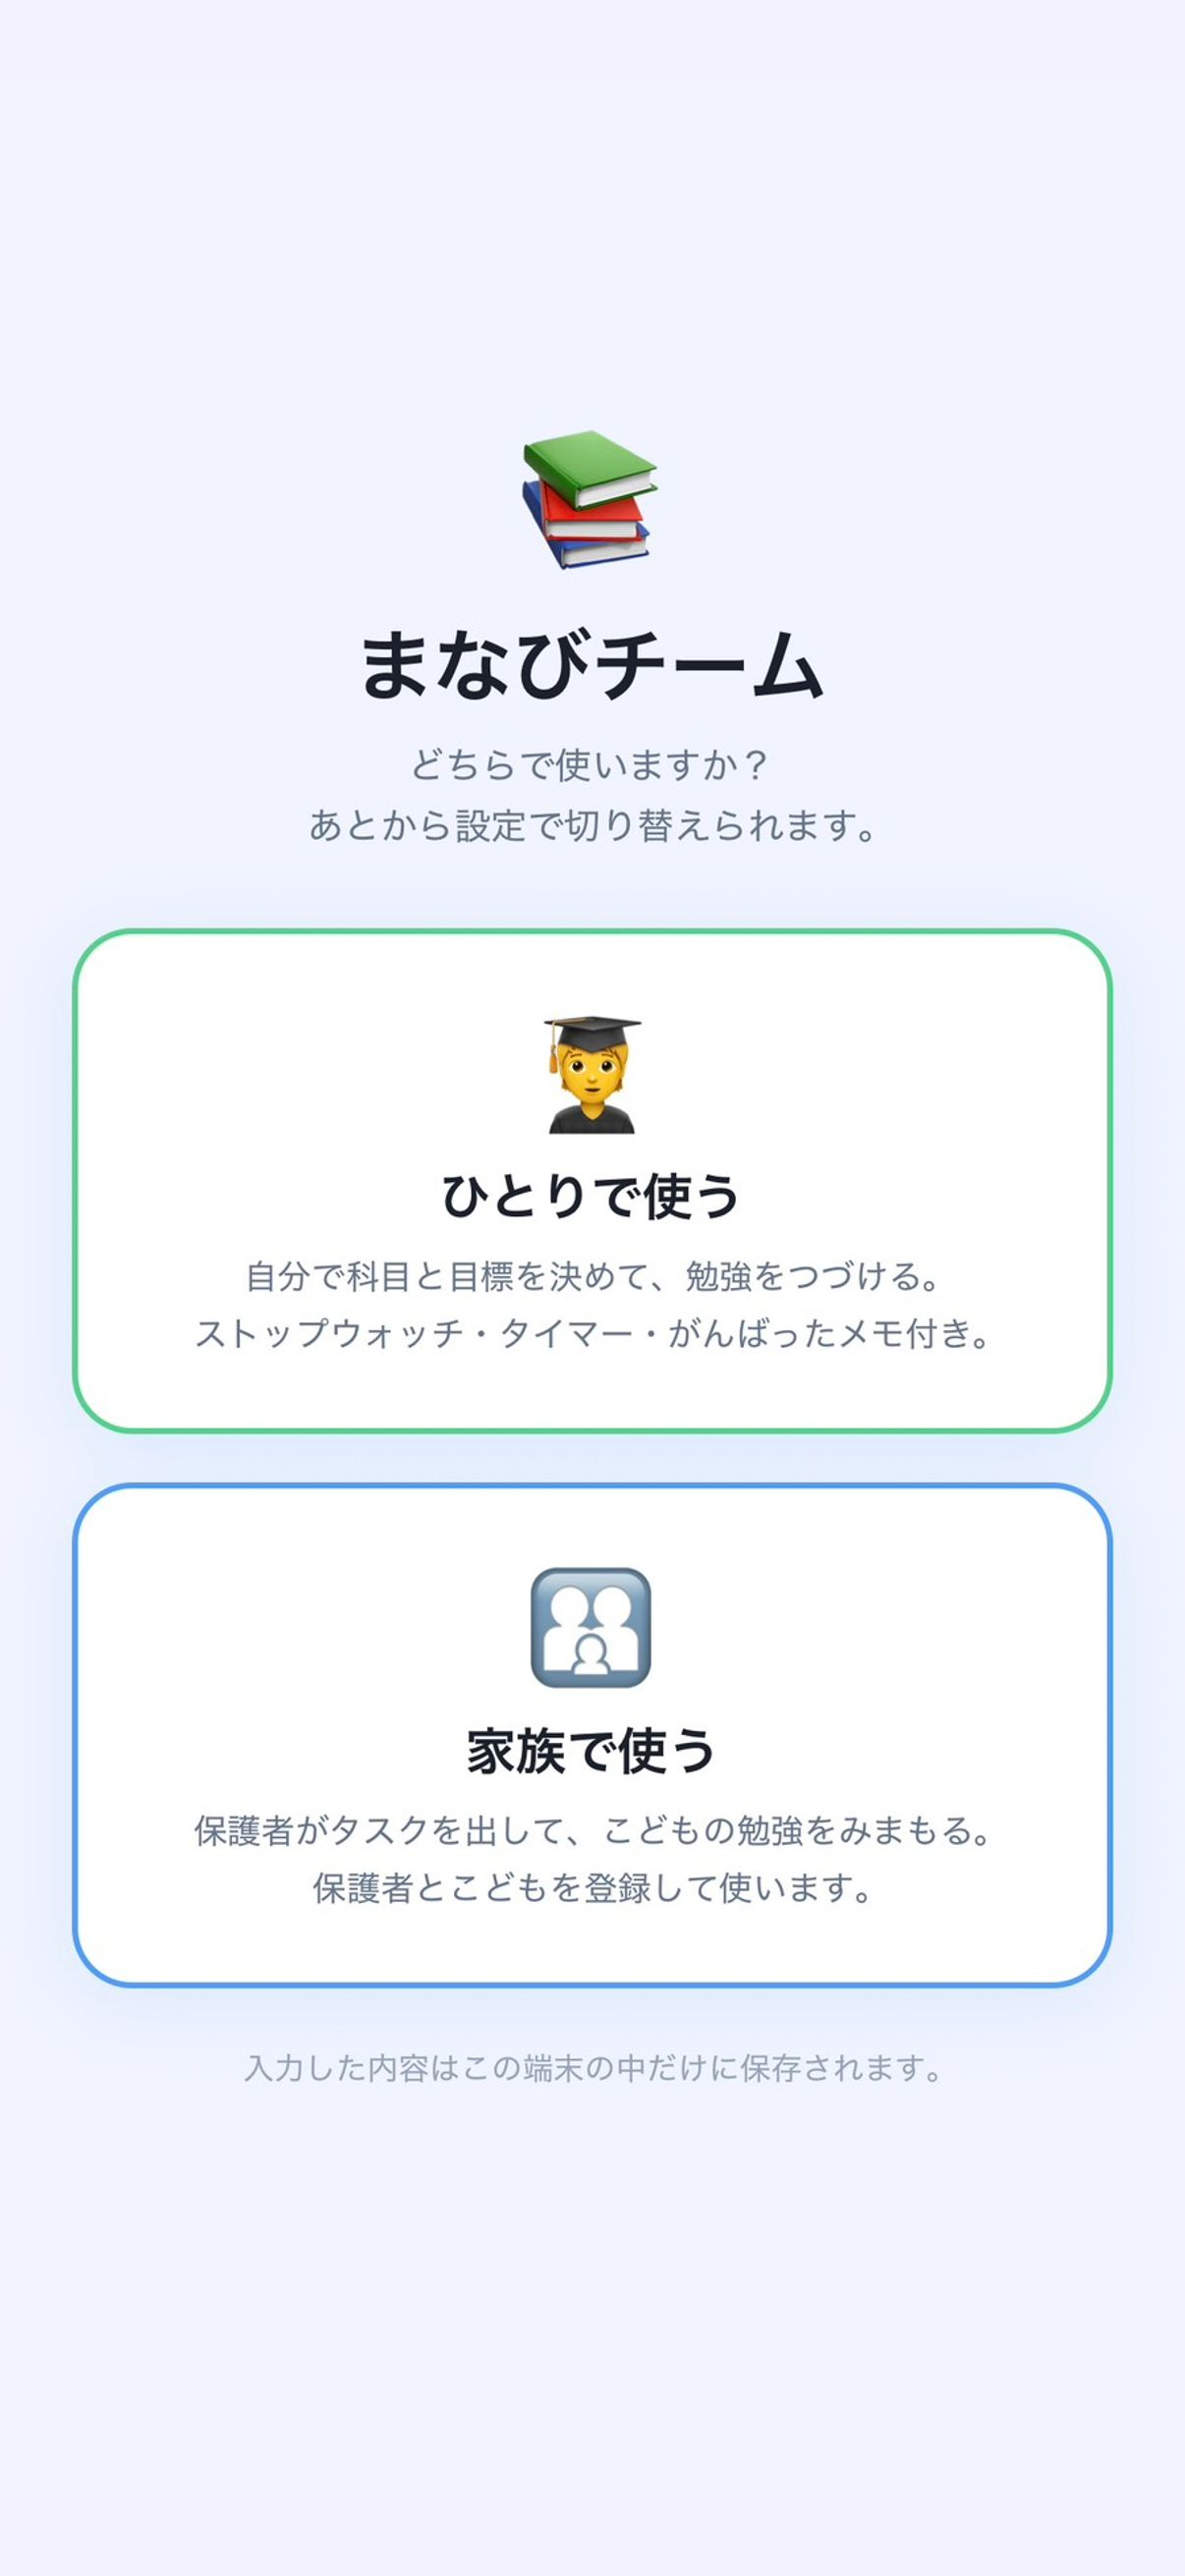 まなびチーム
どちらで使いますか？
あとから設定で切り替えられます。
ひとりで使う
自分で科目と目標を決めて、勉強をつづける。
ストップウォッチ・タイマー・がんばったメモ付き。
家族で使う
保護者がタスクを出して、こどもの勉強をみまもる。
保護者とこどもを登録して使います。
入力した内容はこの端末の中だけに保存されます。